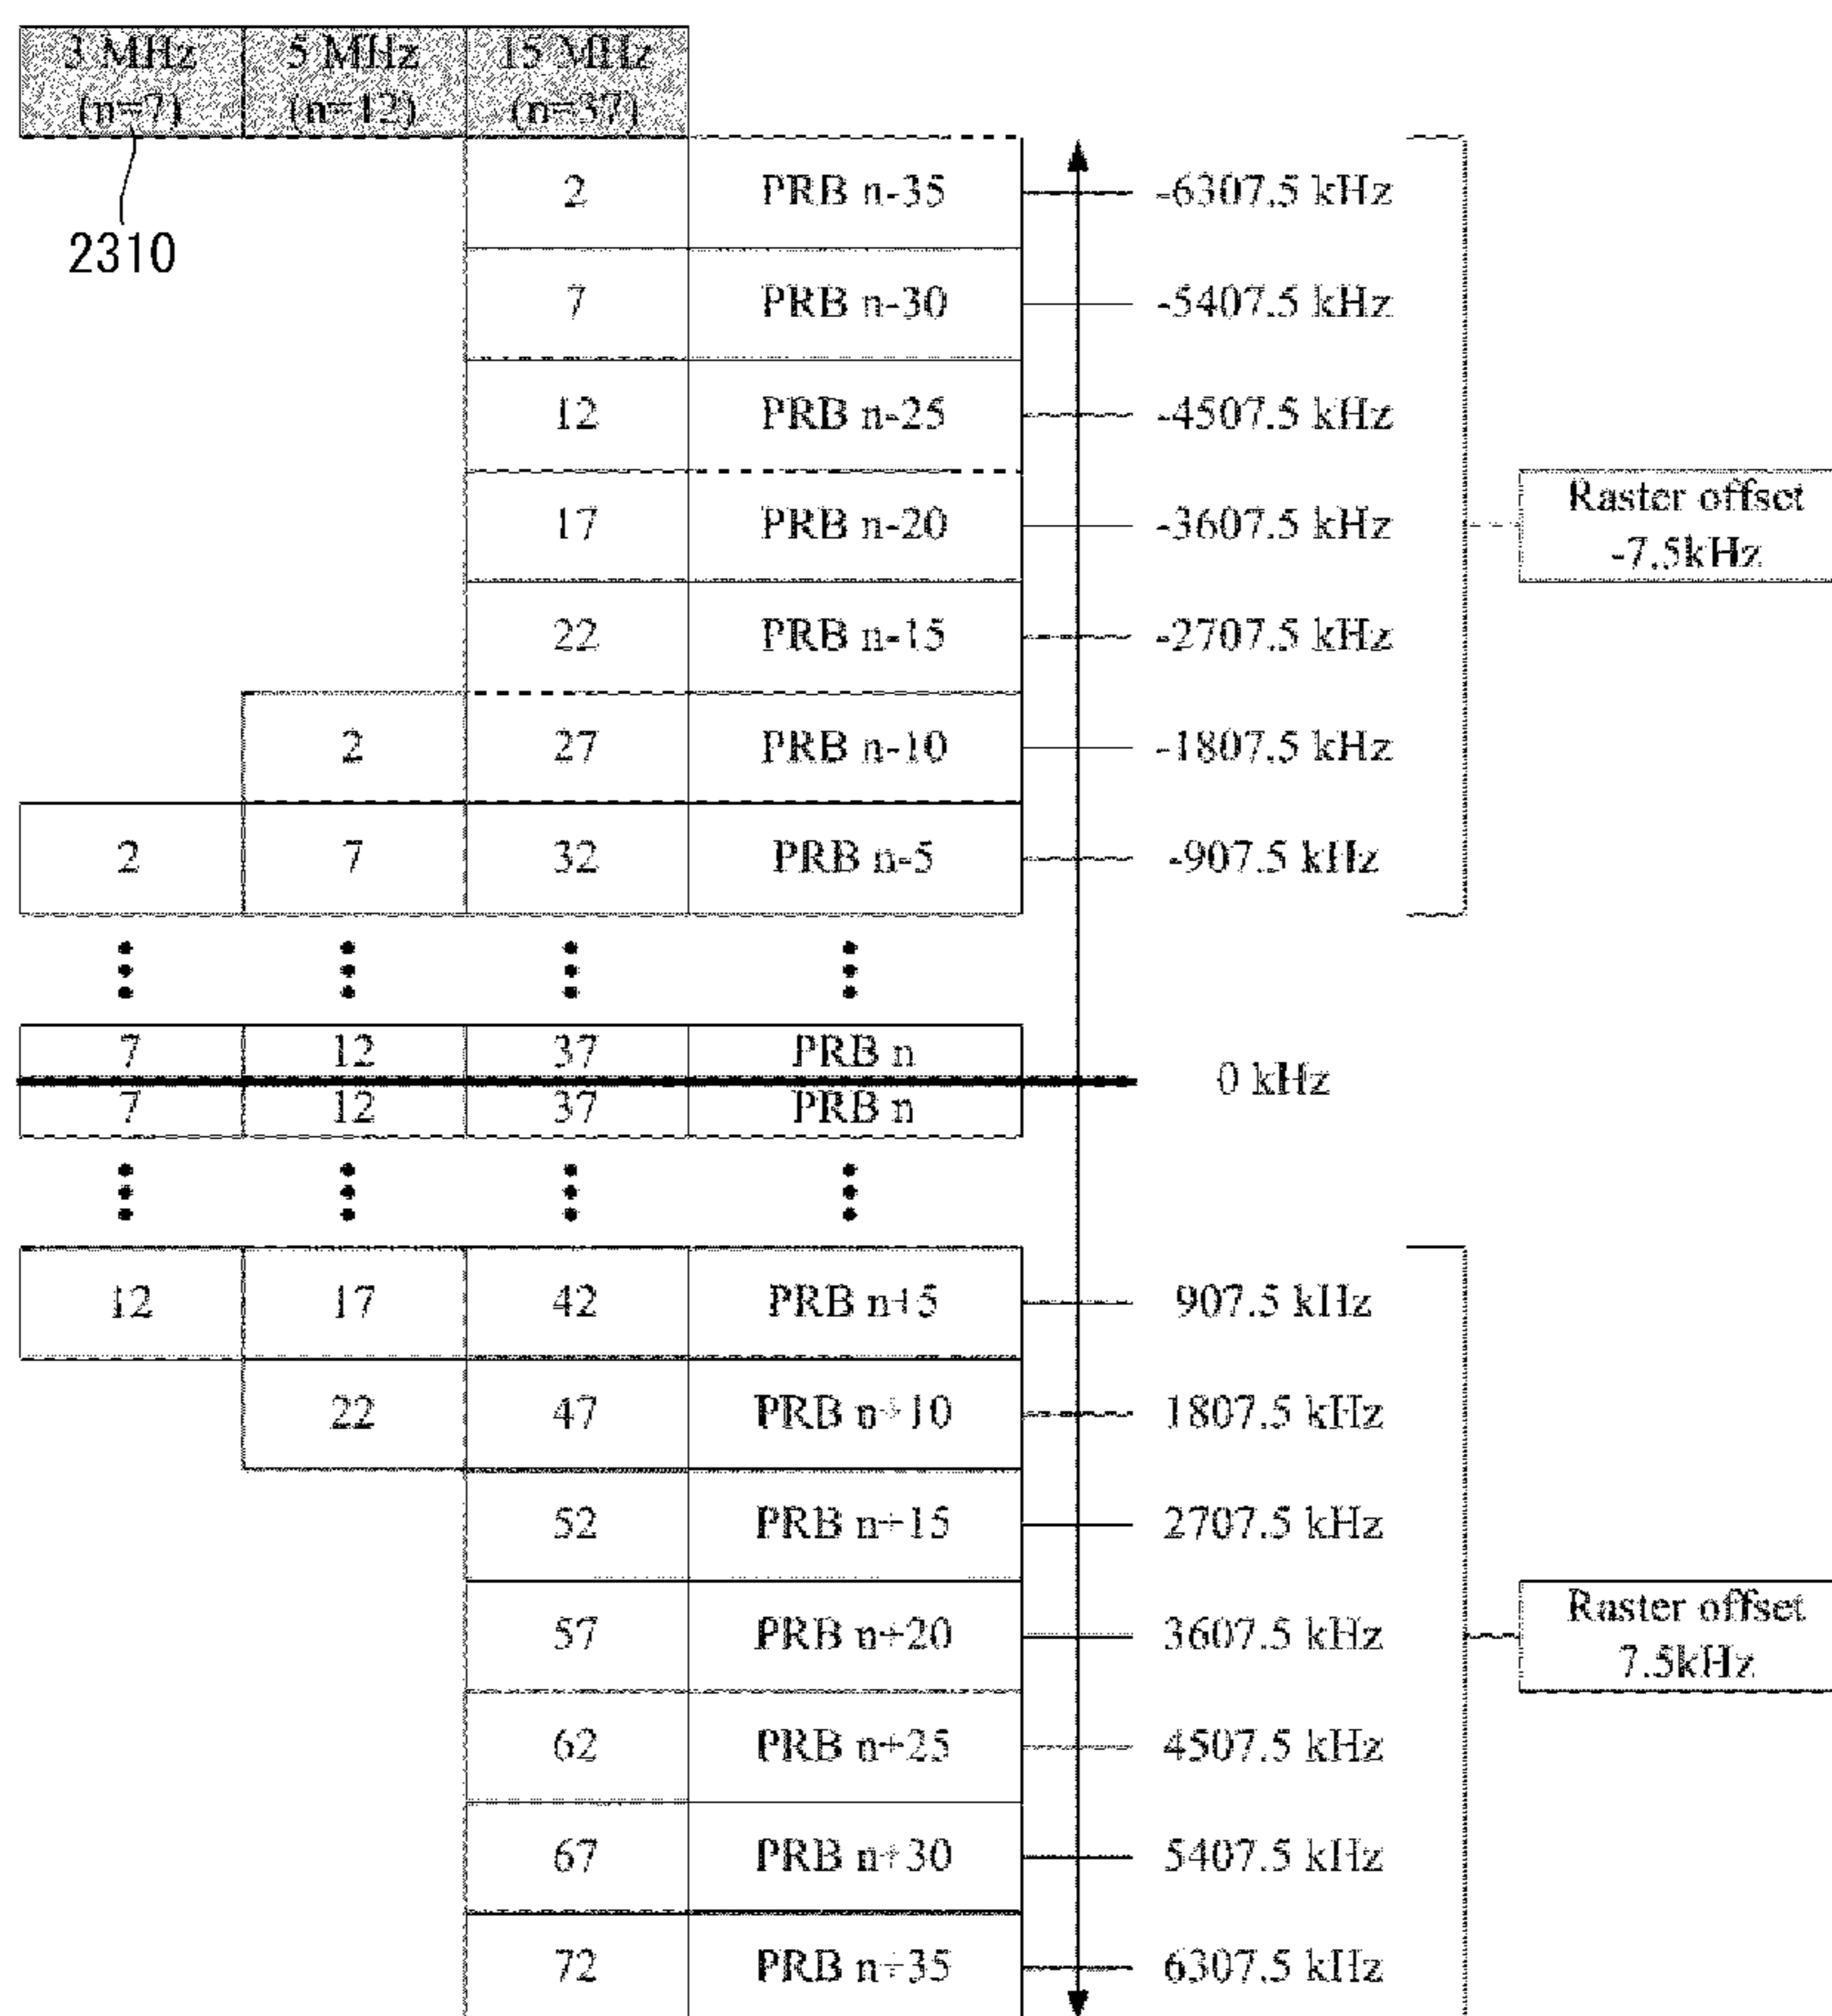 3 MHz 5 MHz 15 MHz
(n=7) (n=12) (n=37)
2310
2 PRB n-35 -6307.5 kHz
7 PRB n-30 -5407.5 kHz
12 PRB n-25 -4507.5 kHz
17 PRB n-20 -3607.5 kHz
Raster offset
-7.5kHz
22 PRB n-15 -2707.5 kHz
2 27 PRB n-10 -1807.5 kHz
2 7 32 PRB n-5 -907.5 kHz
7 12 37 PRB n
0 kHz
7 12 37 PRB n
12 17 42 PRB n+5 907.5 kHz
22 47 PRB n+10 1807.5 kHz
52 PRB n+15 2707.5 kHz
57 PRB n+20 3607.5 kHz
Raster offset
7.5kHz
62 PRB n+25 4507.5 kHz
67 PRB n+30 5407.5 kHz
72 PRB n+35 6307.5 kHz